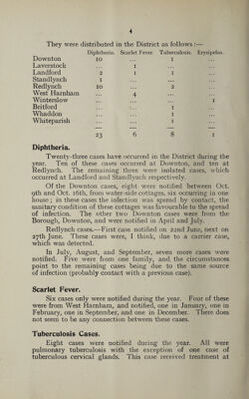 4
They were distributed in the District as follows :—
Diphtheria. Scarlet Fever. Tuberculosis. Erysipelas.
Downton 10 ... 1 ...
Laverstock ... 1 ... ...
Landford 2 1 1 ...
Standlynch 1 ... ... ...
Redlynch 10 ... 2 ...
West Harnham ... 4 ... ...
Winterslow ... ... ... 1
Britford ... ... 1 ...
Whaddon ... ... 1 ...
Whiteparish ... ... 1 ...
23 6 8 1
Diphtheria.
Twenty-three cases have occurred in the District during the
year. Ten of these cases occurred at Downton, and ten at
Redlynch. The remaining three were isolated cases, which
occurred at Landford and Standlynch respectively.
Of the Downton cases, eight were notified between Oct.
9th and Oct. 16th, from water-side cottages, six occurring in one
house; in these cases the infection was spread by contact, the
sanitary condition of these cottages was favourable to the spread
of infection. The other two Downton cases were from the
Borough, Downton, and were notified in April and July.
Redlynch cases.—First case notified on 22nd June, next on
27th June. These cases were, I think, due to a carrier case,
which was detected.
In July, August, and September, seven more cases were
notified. Five were from one family, and the circumstances
point to the remaining cases being due to the same source
of infection (probably contact with a previous case).
Scarlet Fever.
Six cases only were notified during the year. Four of these
were from West Harnham, and notified, one in January, one in
February, one in September, and one in December. There does
not seem to be any connection between these cases.
Tuberculosis Cases.
Eight cases were notified during the year. All were
pulmonary tuberculosis with the exception of one case of
tuberculous cervical glands. This case received treatment at